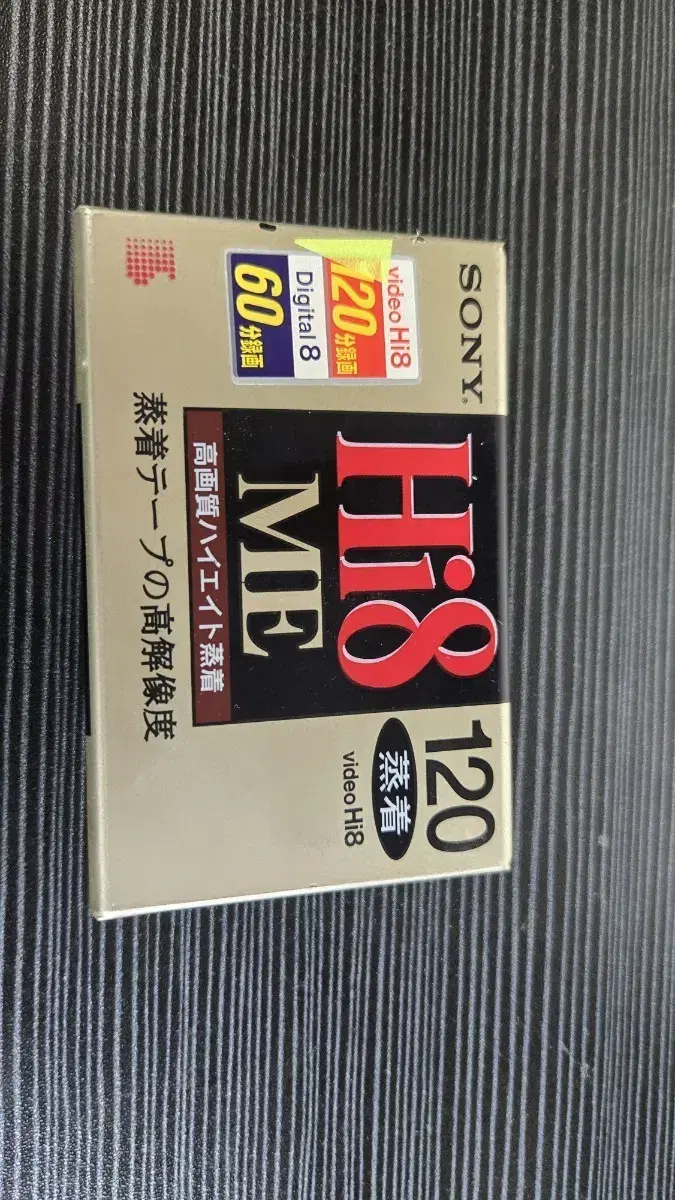 SONY®
video Hi8
120分録画
Digital 8
60分録画
Hi8
ME
高画質ハイエイト蒸着
蒸着テープの高解像度
120
蒸着
video Hi8